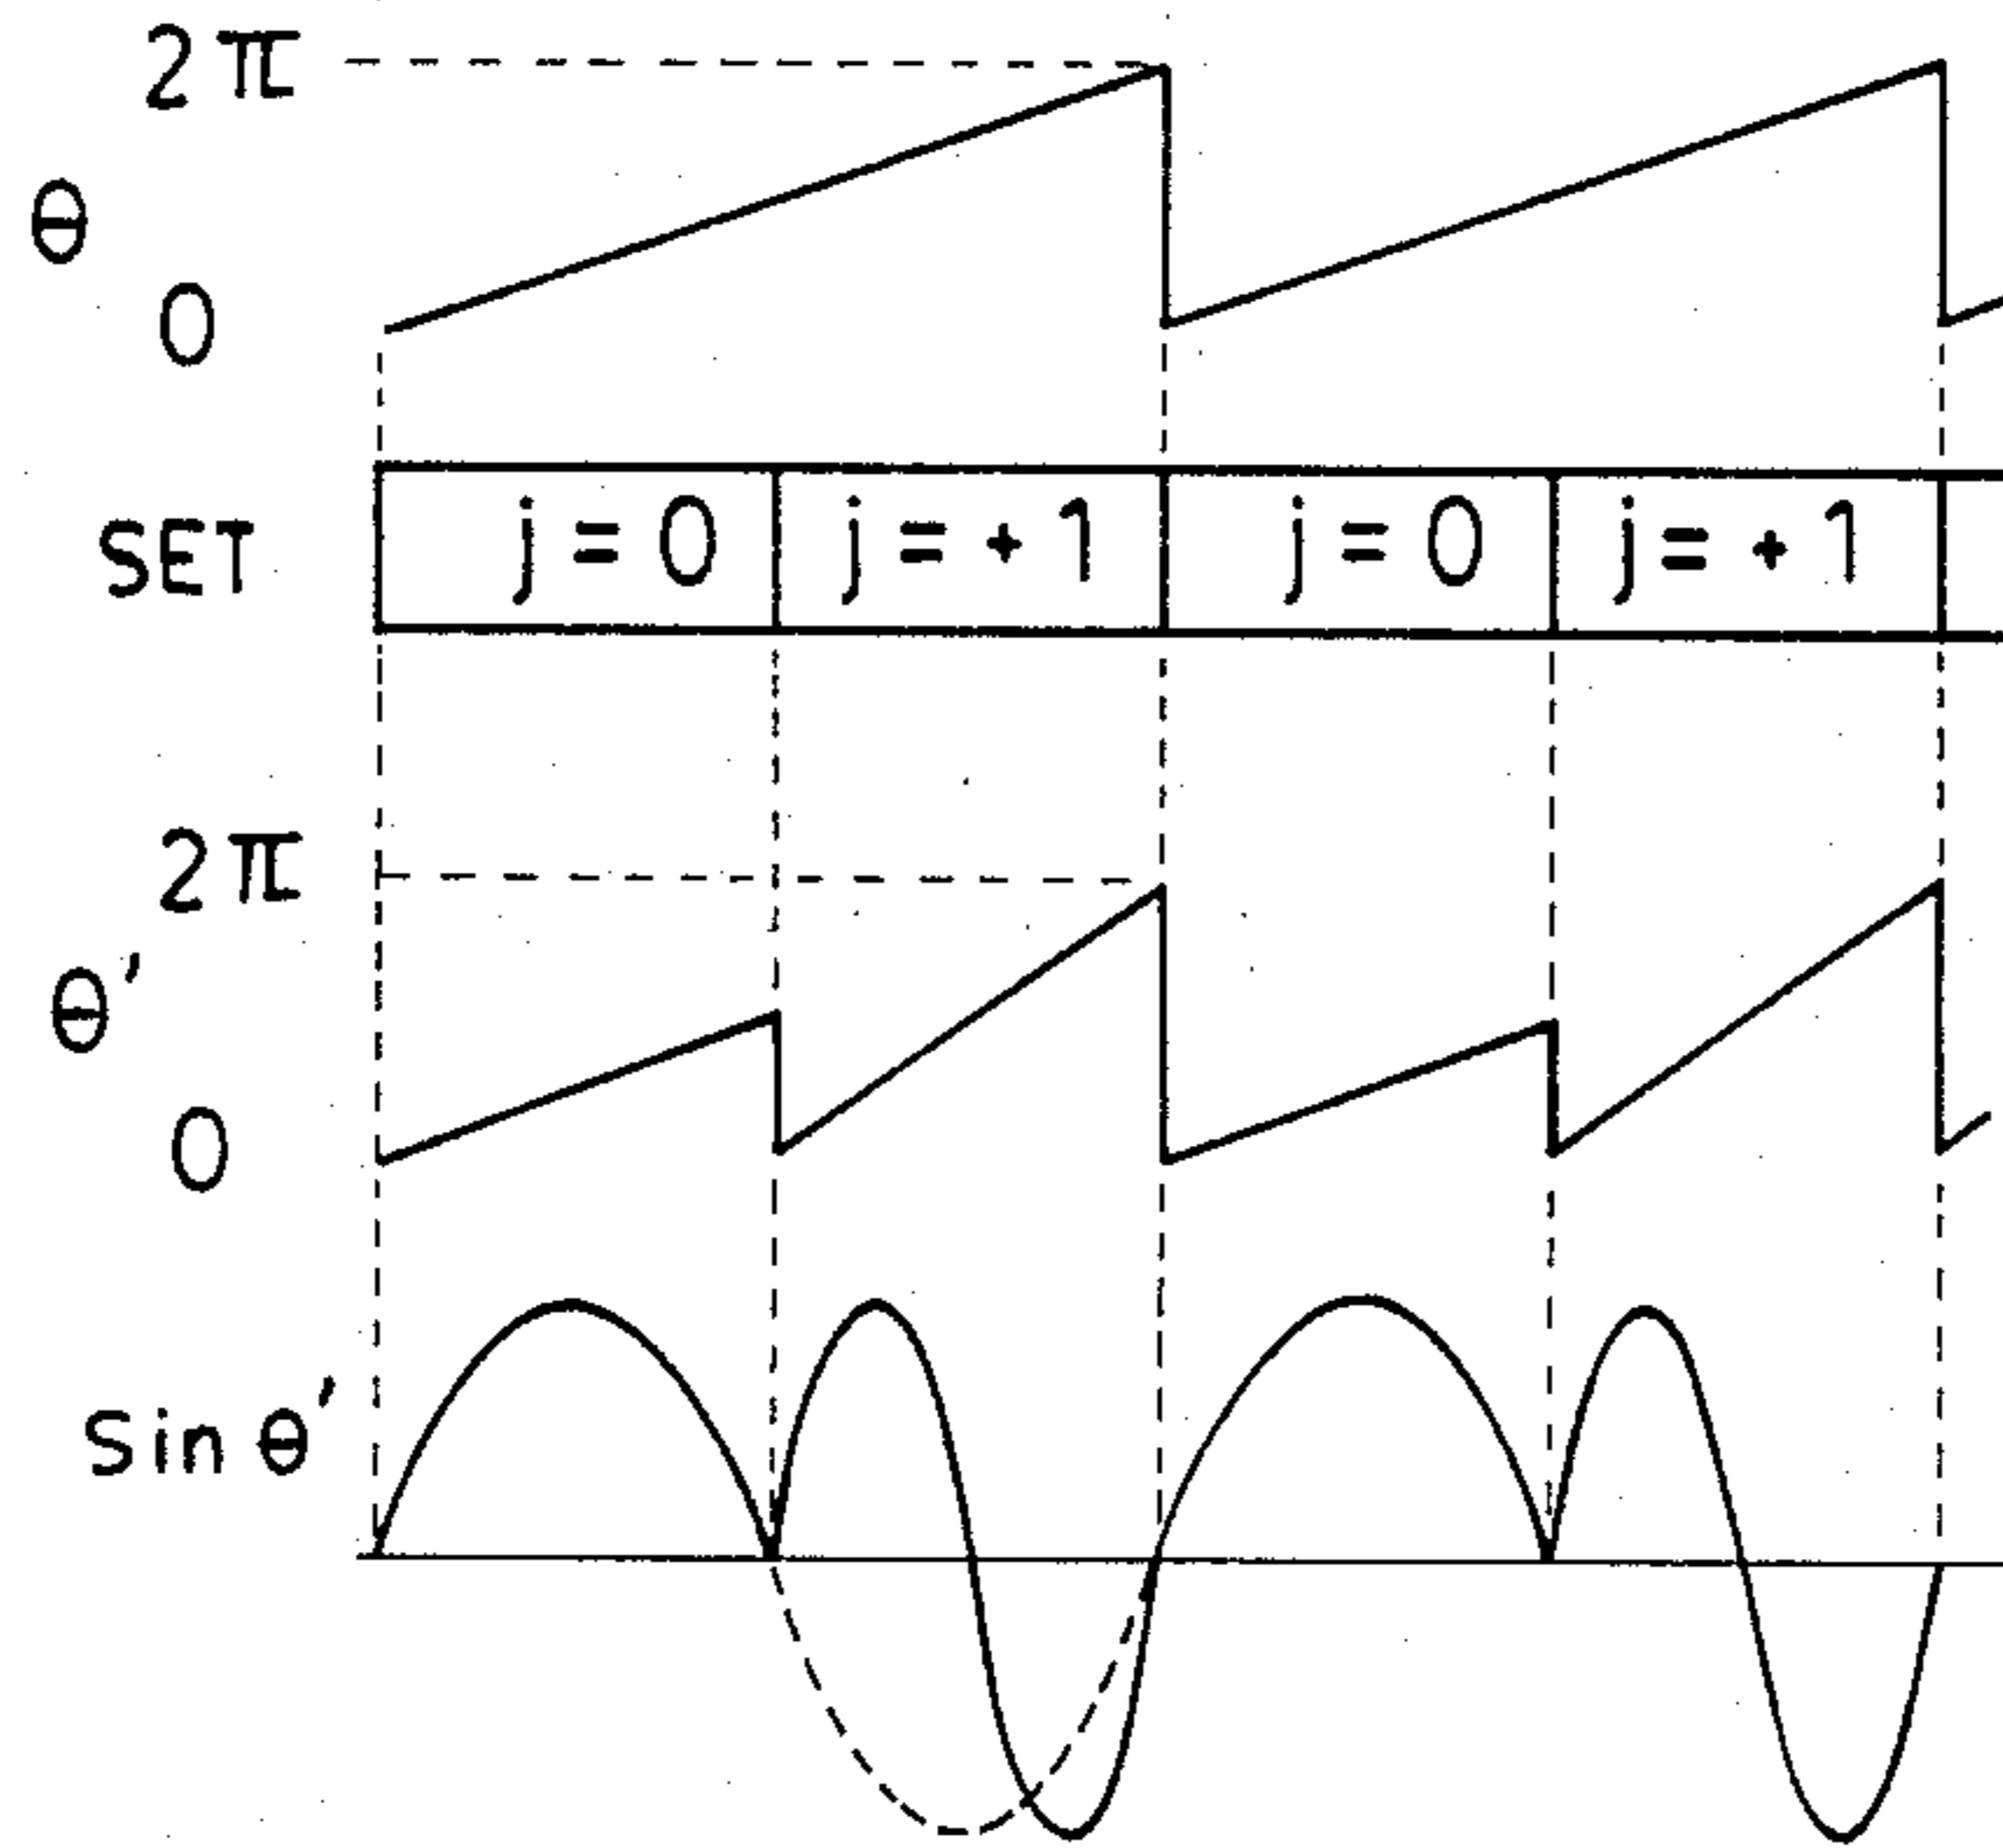 2π
θ
0
SET
j = 0
j = + 1
j = 0
j = + 1
2π
θ'
0
Sin θ'